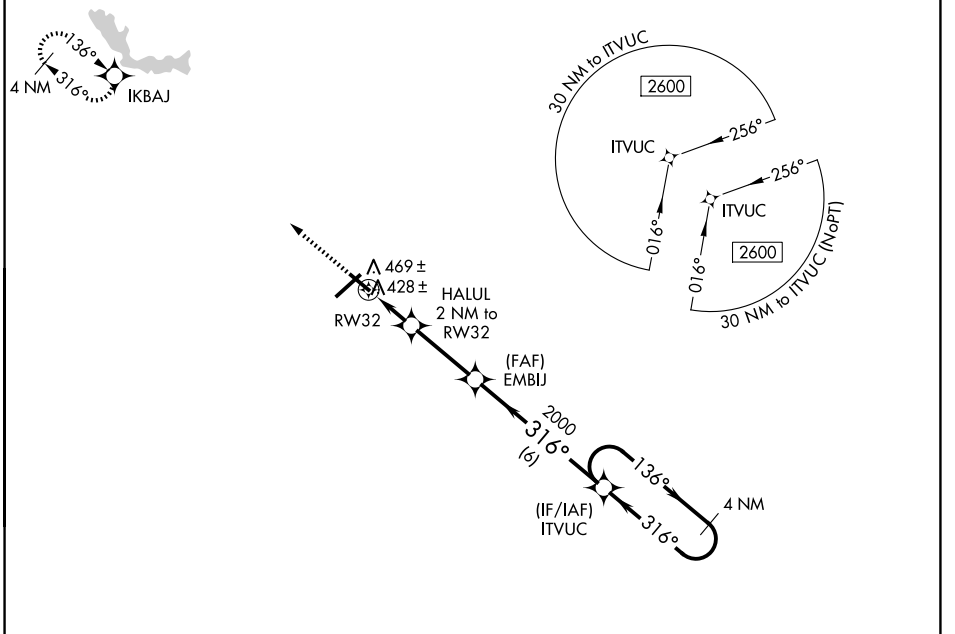 136°
4 NM
316°
IKBAJ
30 NM to ITVUC
2600
256°
ITVUC
016°
256°
ITVUC
2600
016°
30 NM to ITVUC (NoPT)
469 ±
428 ±
RW32
HALUL
2 NM to
RW32
(FAF)
EMBIJ
2000
316°
(6)
136°
4 NM
316°
(IF/IAF)
ITVUC